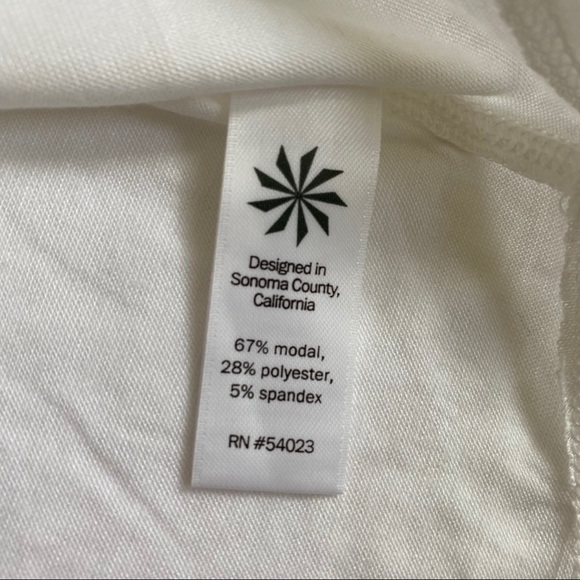 Designed in
Sonoma County,
California
67% modal,
28% polyester,
5% spandex
RN #54023